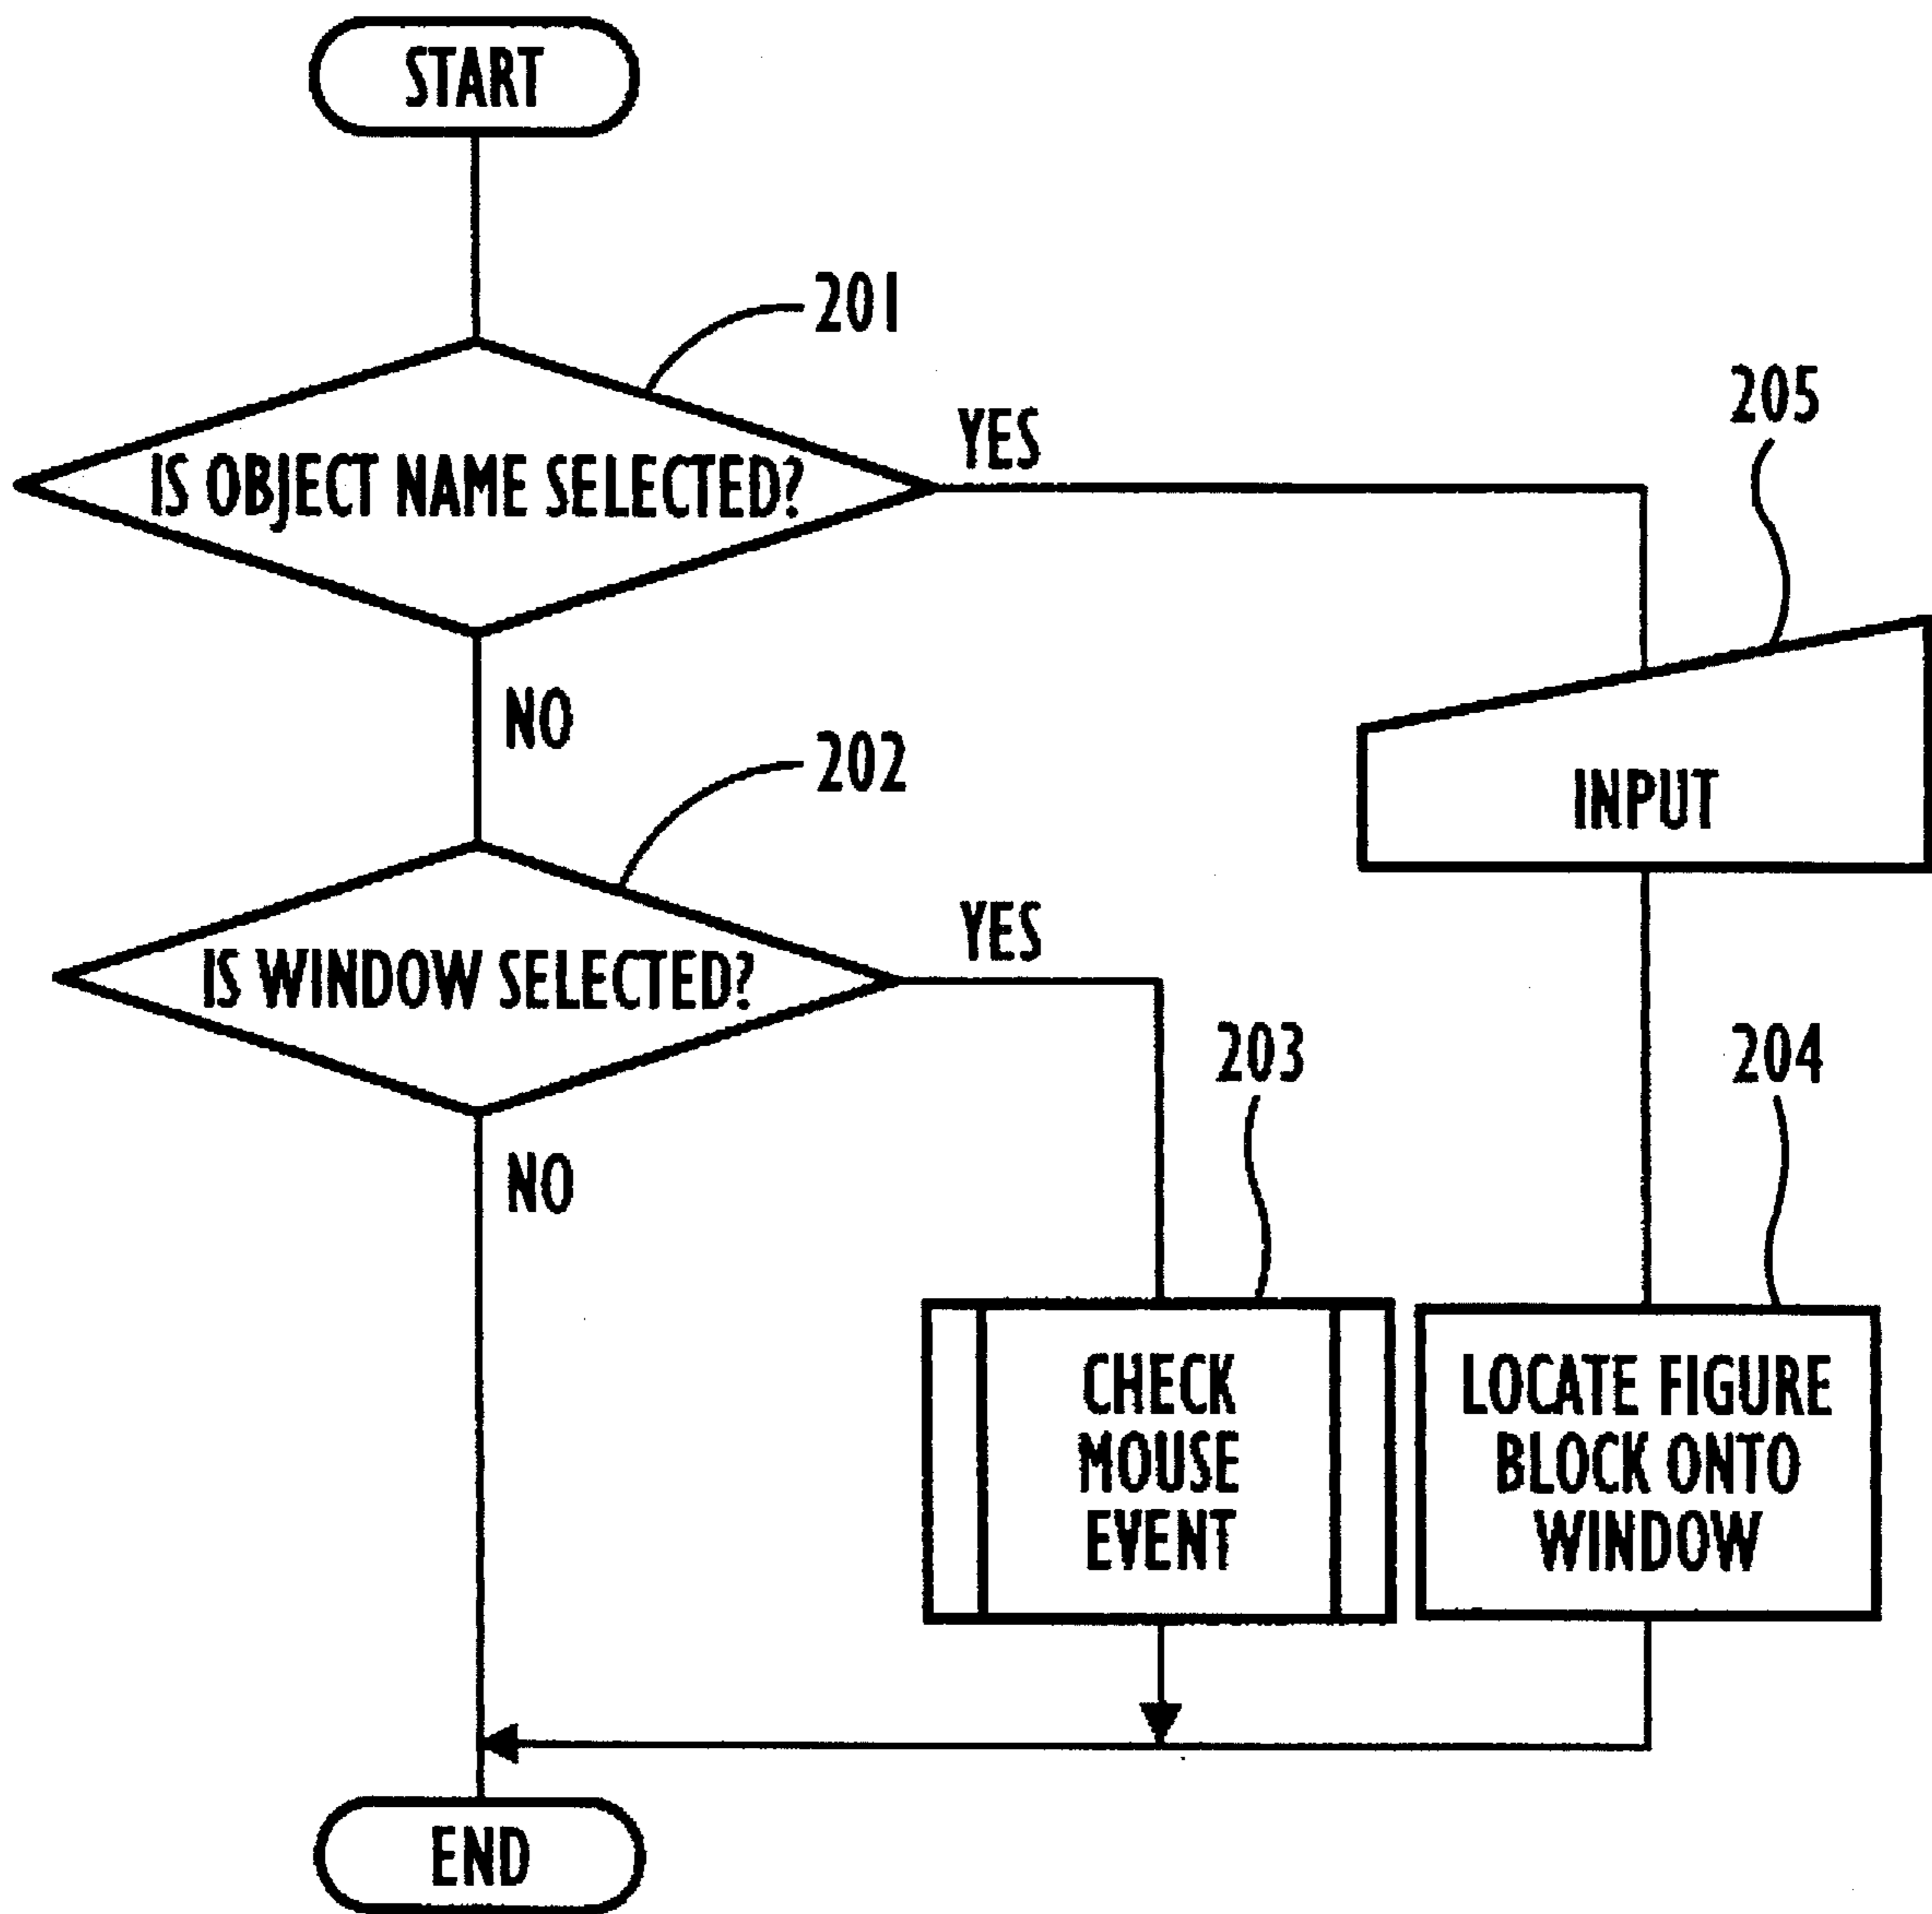 START
201
IS OBJECT NAME SELECTED?
YES
205
NO
INPUT
202
IS WINDOW SELECTED?
YES
203
204
NO
CHECK
MOUSE
EVENT
LOCATE FIGURE
BLOCK ONTO
WINDOW
END